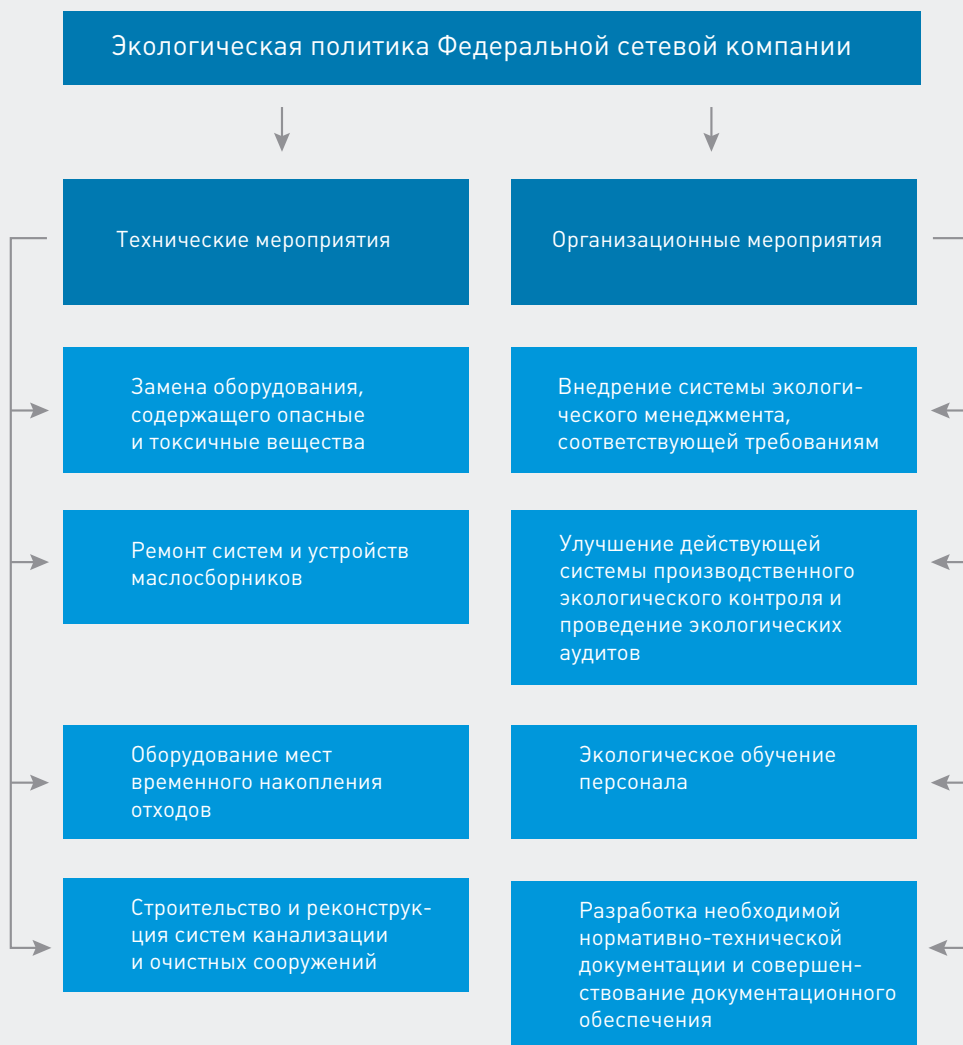 Экологическая политика Федеральной сетевой компании
Технические мероприятия
Замена оборудования,
содержащего опасные
и токсичные вещества
Ремонт систем и устройств
маслосборников
Оборудование мест
временного накопления
отходов
Строительство и реконструк-
ция систем канализации
и очистных сооружений
Организационные мероприятия
Внедрение системы экологи-
ческого менеджмента,
соответствующей требованиям
Улучшение действующей
системы производственного
экологического контроля и
проведение экологических
аудитов
Экологическое обучение
персонала
Разработка необходимой
нормативно-технической
документации и совершен-
ствование документационного
обеспечения